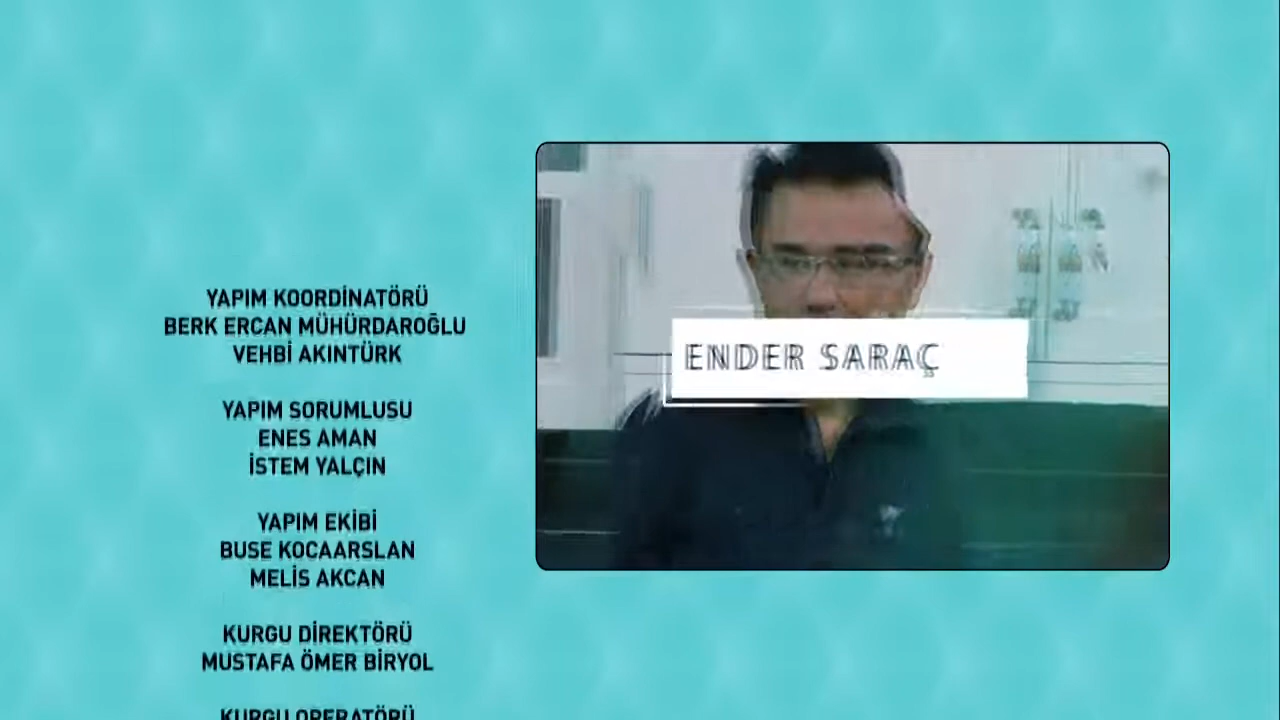 YAPIM KOORDİNATÖRÜ
BERK ERCAN MÜHÜRDAROĞLU
VEHBİ AKINTÜRK
YAPIM SORUMLUSU
ENES AMAN
İSTEM YALÇIN
YAPIM EKİBİ
BUSE KOCAARSLAN
MELİS AKCAN
KURGU DİREKTÖRÜ
MUSTAFA ÖMER BİRYOL
KURGU OPERATÖRÜ
ENDER SARAÇ